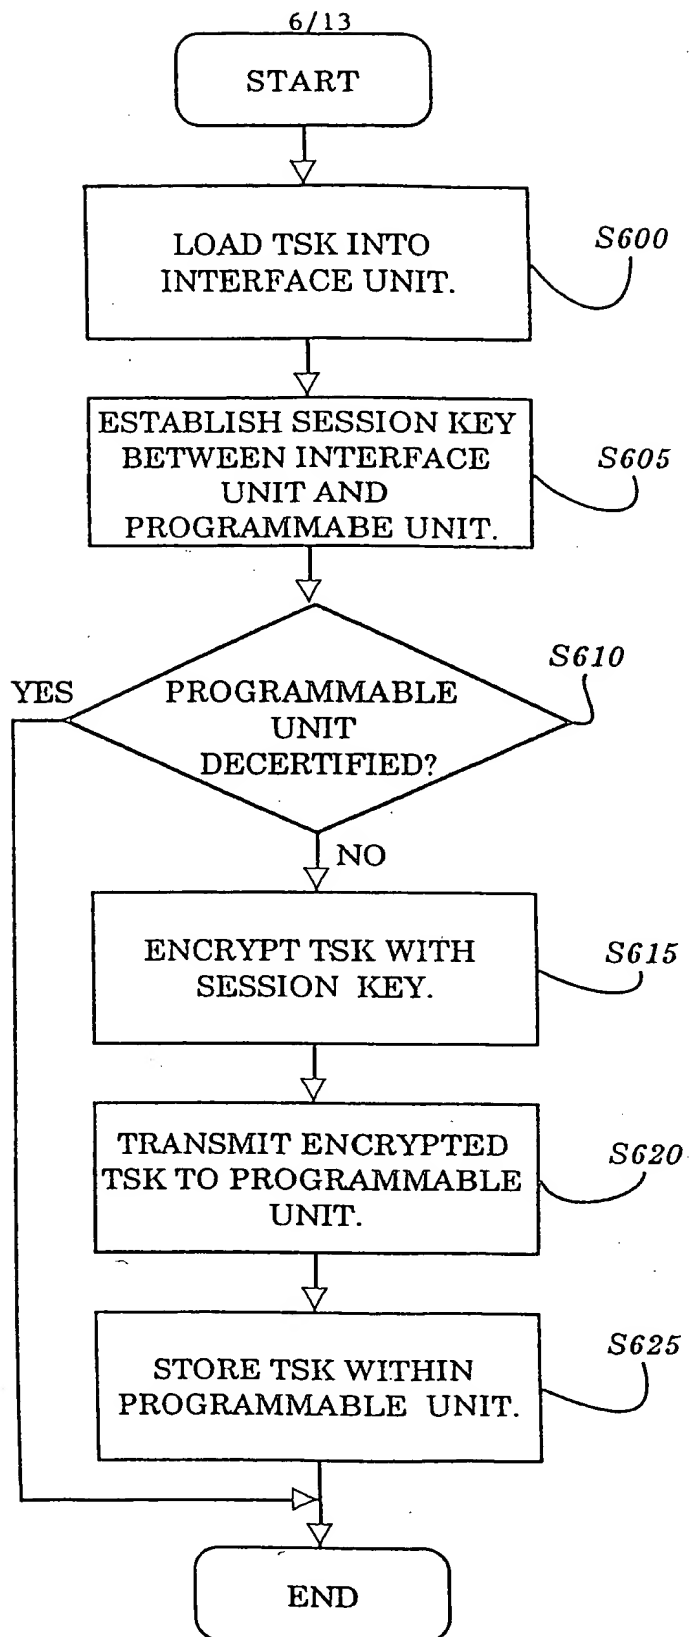 6/13
START
LOAD TSK INTO
INTERFACE UNIT.
S600
ESTABLISH SESSION KEY
BETWEEN INTERFACE
UNIT AND
PROGRAMMABE UNIT.
S605
PROGRAMMABLE
UNIT
DECERTIFIED?
S610
YES
NO
ENCRYPT TSK WITH
SESSION KEY.
S615
TRANSMIT ENCRYPTED
TSK TO PROGRAMMABLE
UNIT.
S620
STORE TSK WITHIN
PROGRAMMABLE UNIT.
S625
END